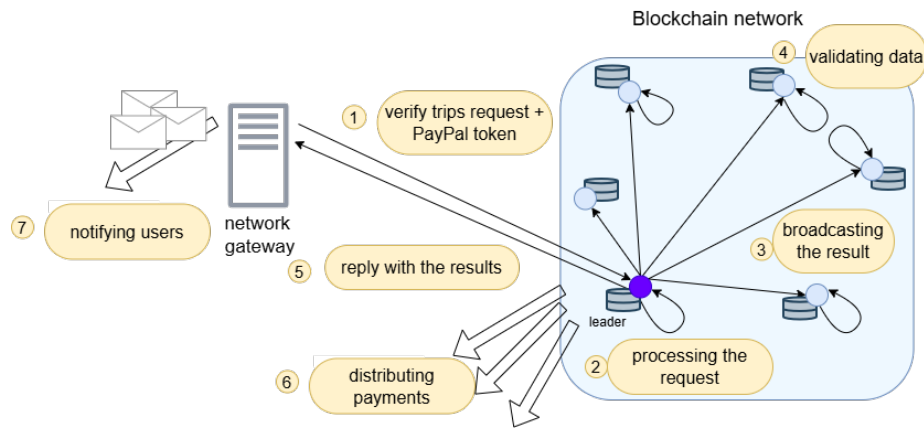 Blockchain network
4
validating data
1
verify trips request +
PayPal token
network
gateway
7
notifying users
5
reply with the results
3
broadcasting
the result
leader
2
processing the
request
6
distributing
payments